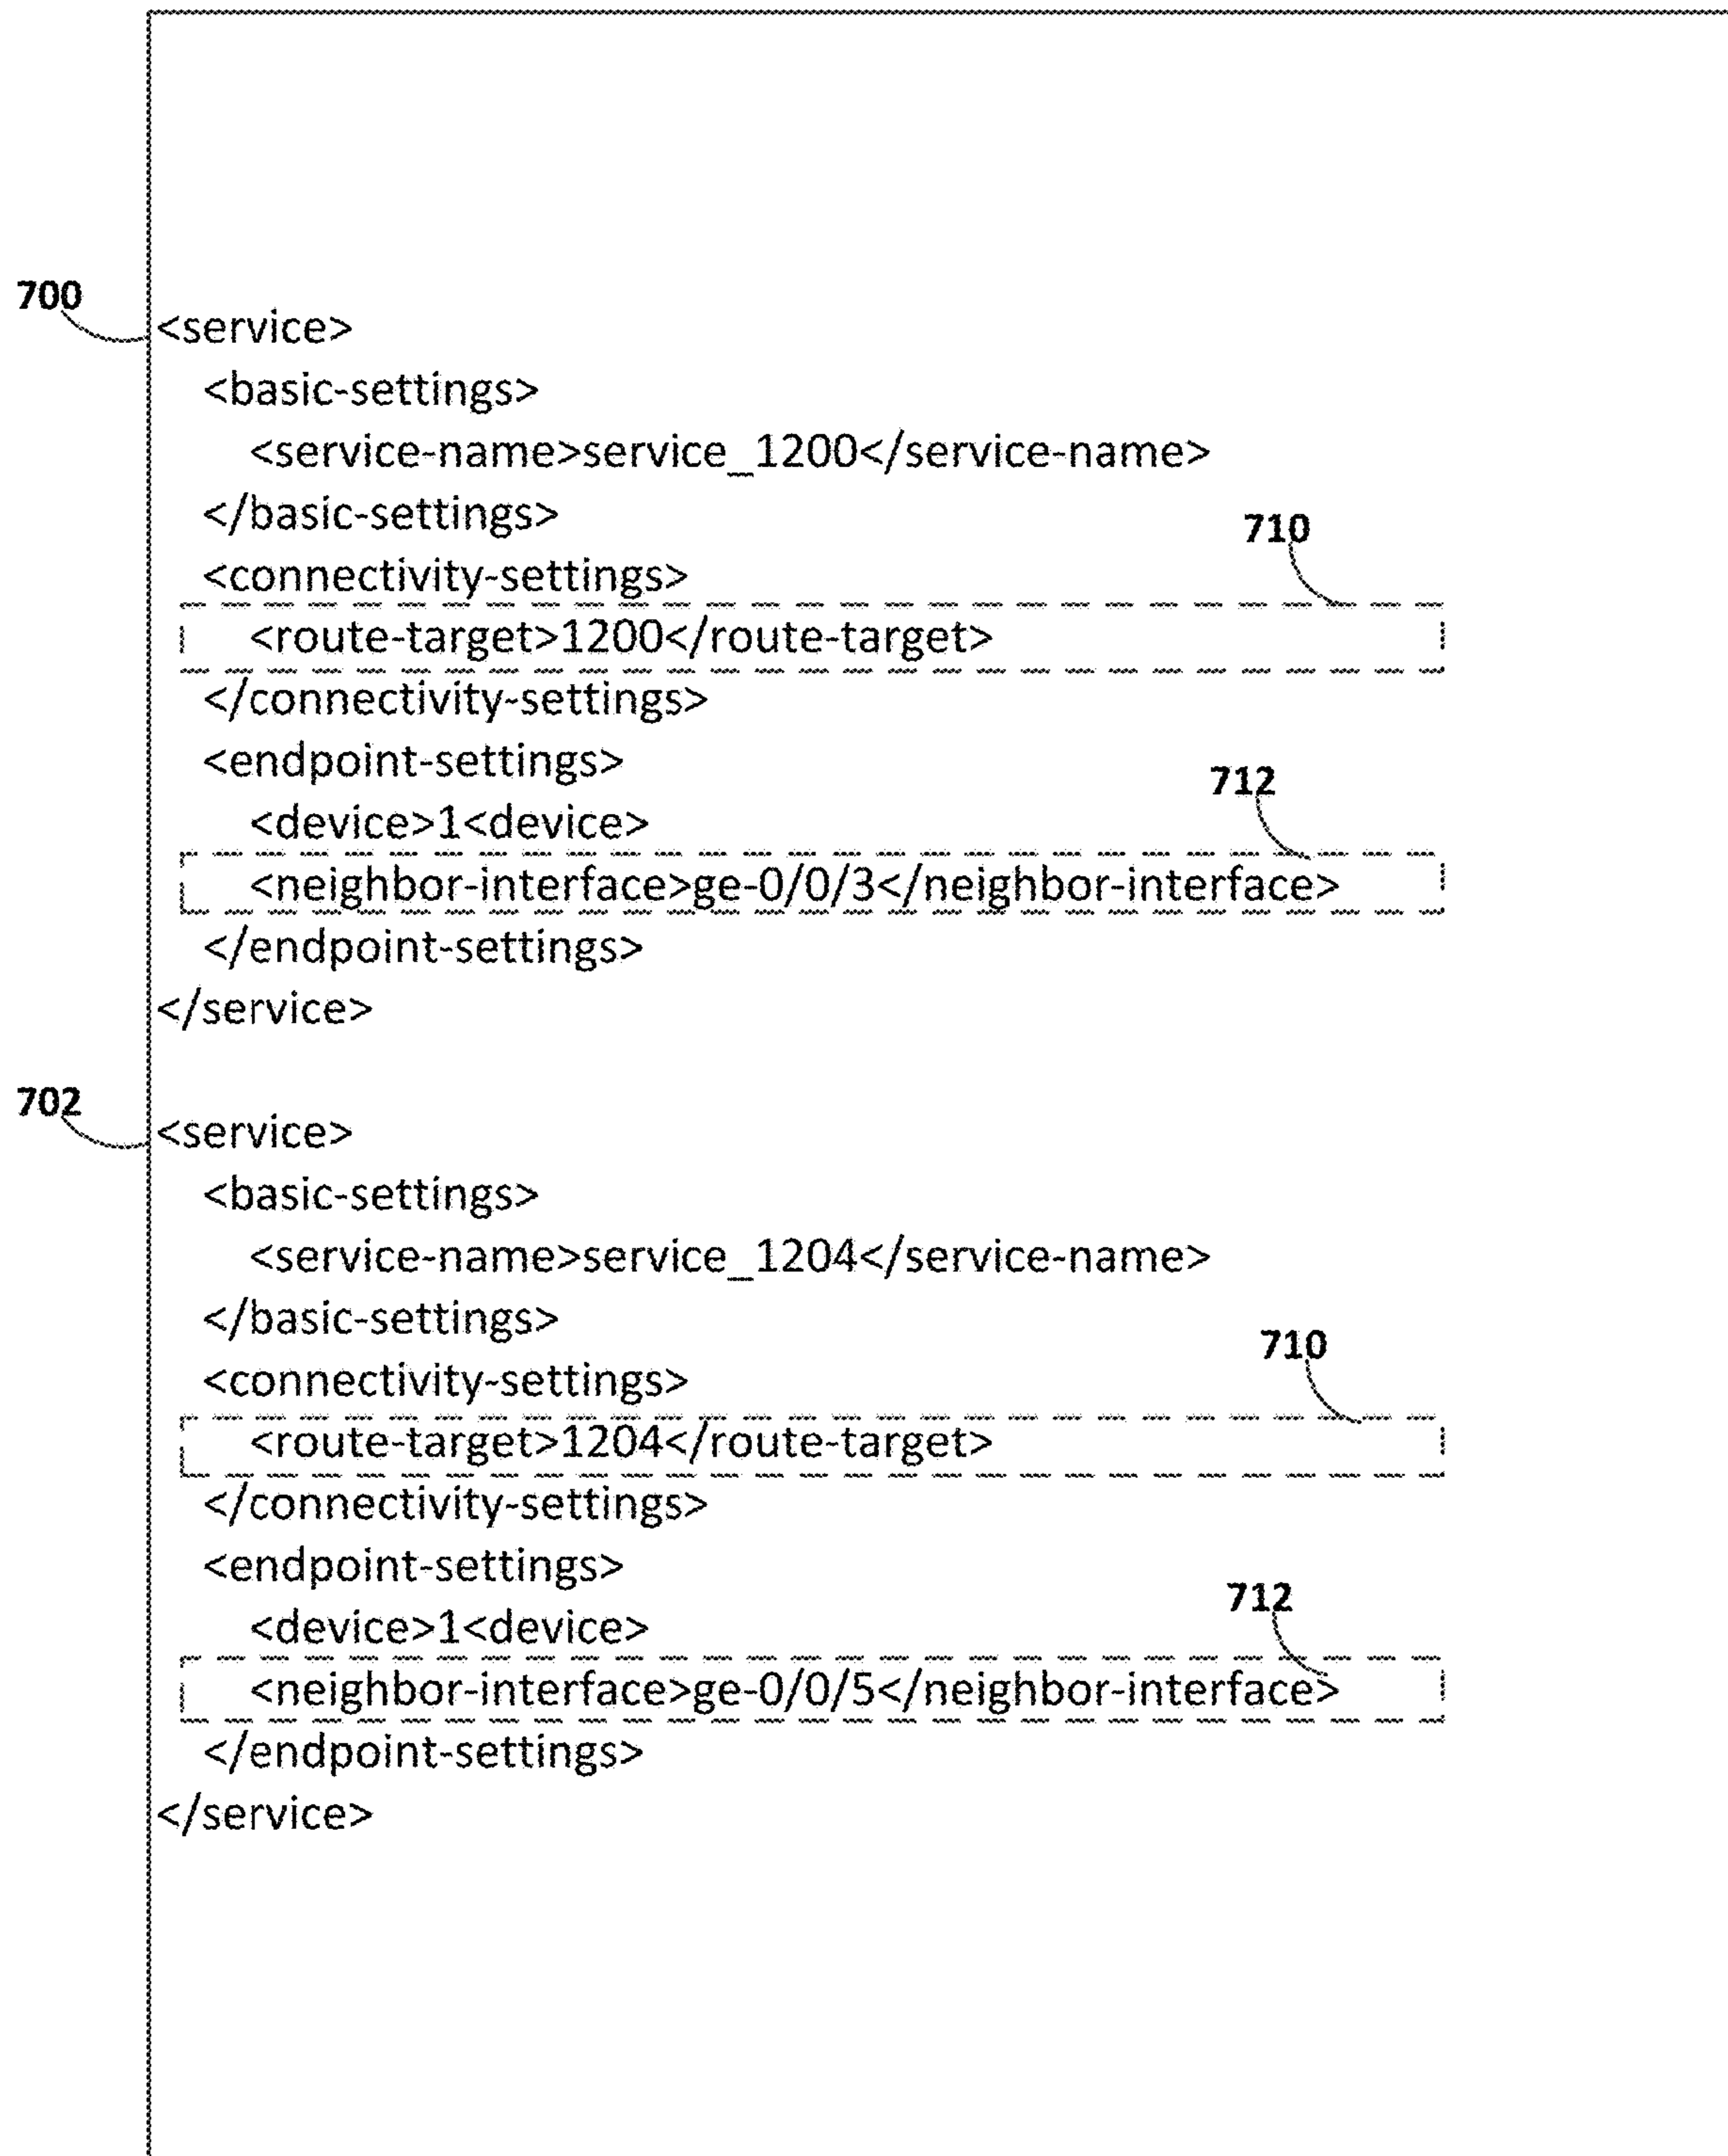 700
<service>
<basic-settings>
<service-name>service_1200</service-name>
</basic-settings>
710
<connectivity-settings>
<route-target>1200</route-target>
</connectivity-settings>
<endpoint-settings>
712
<device>1<device>
<neighbor-interface>ge-0/0/3</neighbor-interface>
</endpoint-settings>
</service>
702
<service>
<basic-settings>
<service-name>service_1204</service-name>
</basic-settings>
710
<connectivity-settings>
<route-target>1204</route-target>
</connectivity-settings>
<endpoint-settings>
712
<device>1<device>
<neighbor-interface>ge-0/0/5</neighbor-interface>
</endpoint-settings>
</service>